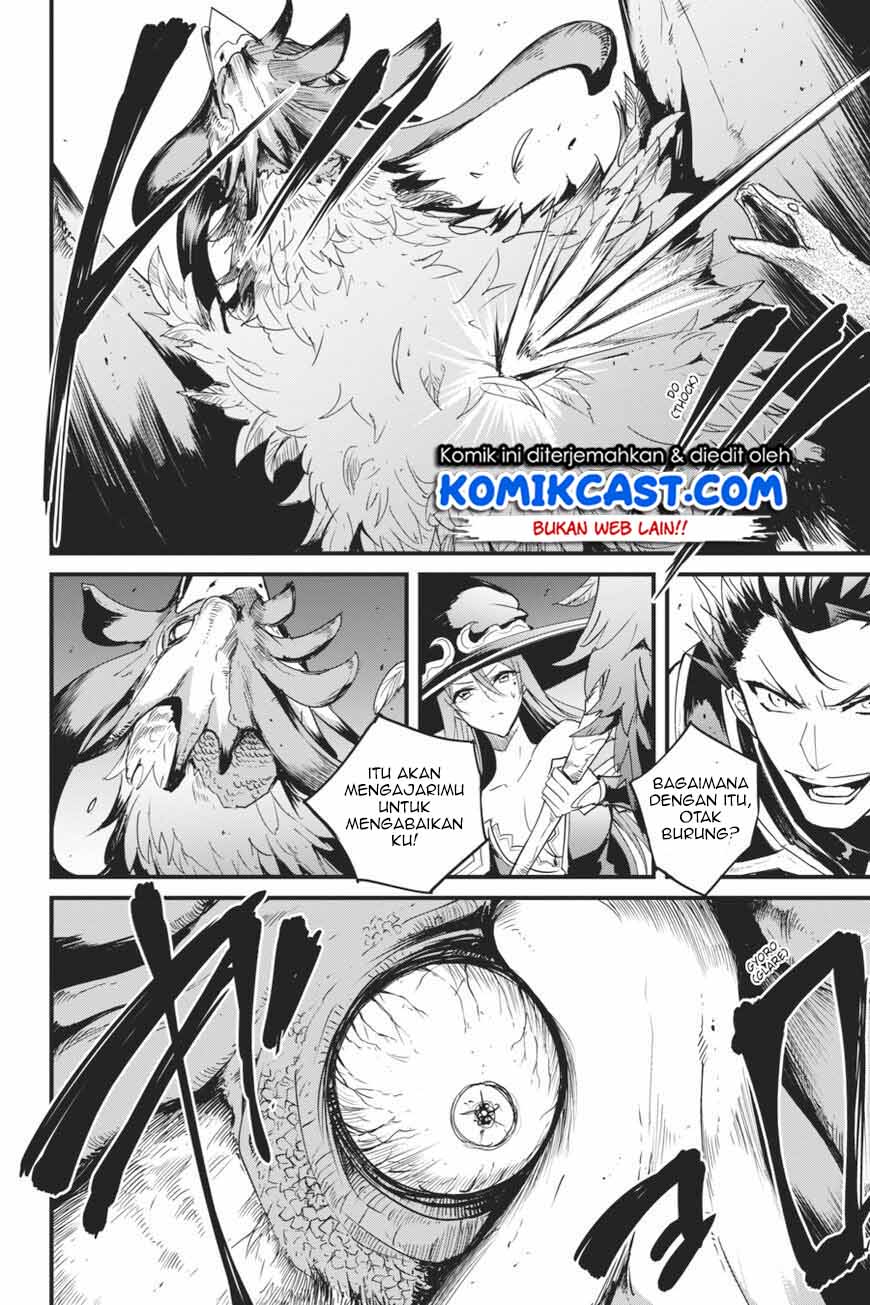 ド
DO
(THOCK)
Komik ini diterjemahkan & diedit oleh
KOMIKCAST.COM
BUKAN WEB LAIN!!
BAGAIMANA
DENGAN ITU,
OTAK
BURUNG?
ITU AKAN
MENGAJARIMU
UNTUK
MENGABAIKAN
KU!
GYORO
(GLARE)